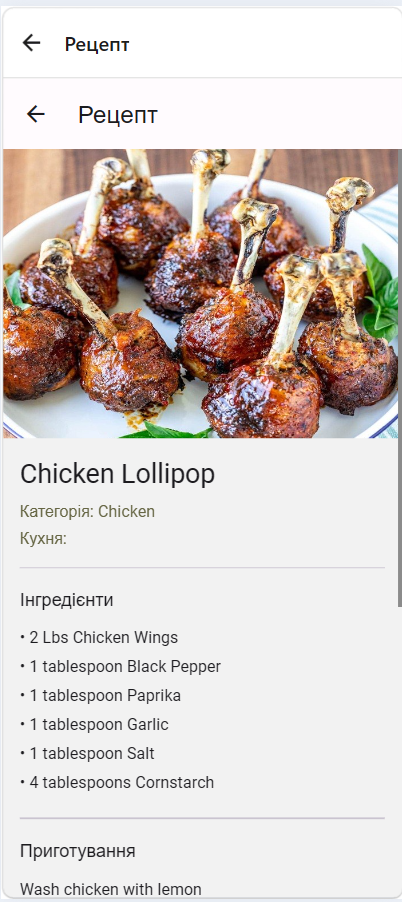 Рецепт
Рецепт
Chicken Lollipop
Категорія: Chicken
Кухня:
Інгредієнти
• 2 Lbs Chicken Wings
• 1 tablespoon Black Pepper
• 1 tablespoon Paprika
• 1 tablespoon Garlic
• 1 tablespoon Salt
• 4 tablespoons Cornstarch
Приготування
Wash chicken with lemon